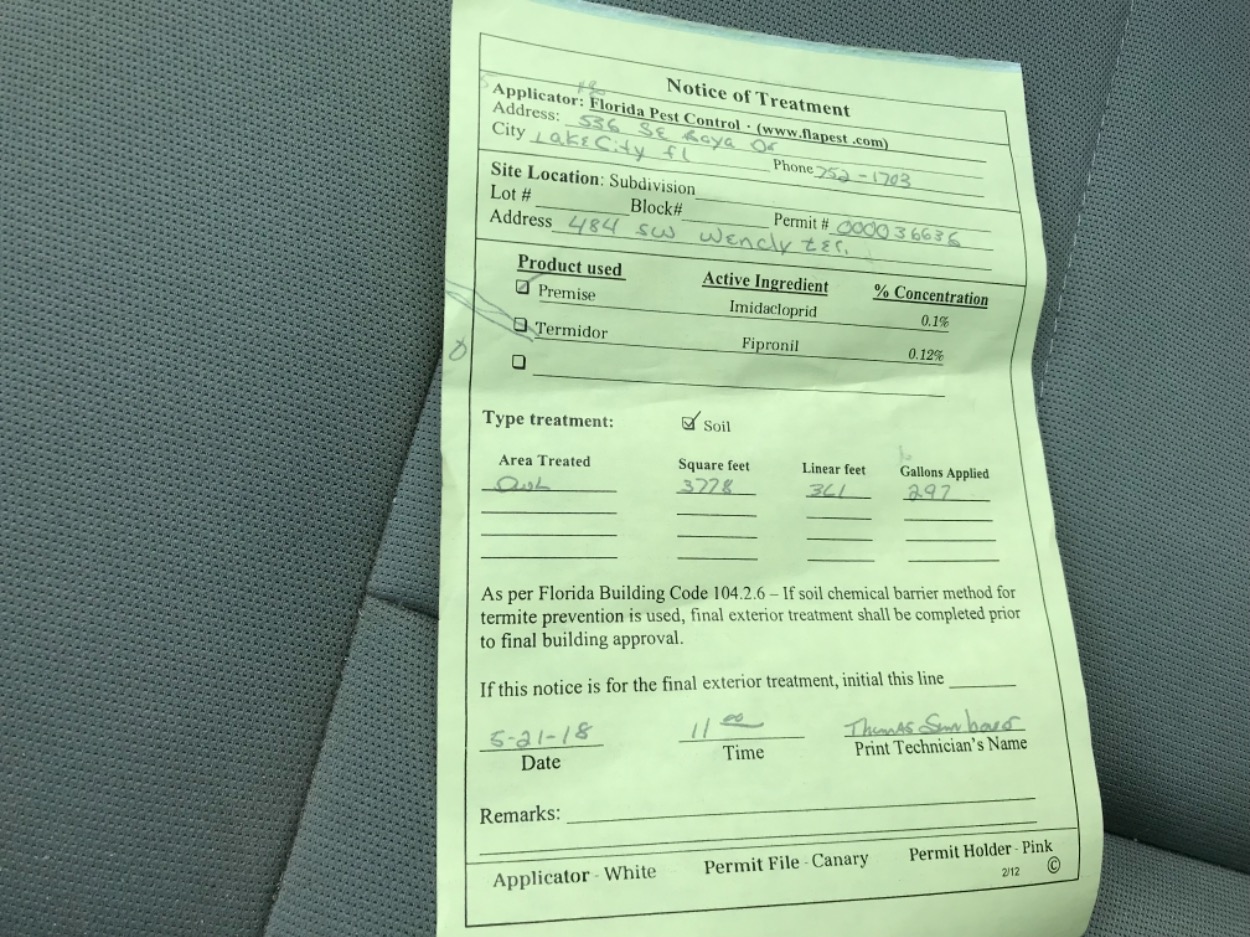 Notice of Treatment
Applicator: Florida Pest Control - (www.flapest .com)
Address: 536 SE Baya Dr
City Lake City fl Phone 752-1703
Site Location: Subdivision
Lot # Block# Permit # 000036636
Address 484 SW Wendy ter.
Product used Active Ingredient % Concentration
Premise Imidacloprid 0.1%
Termidor Fipronil 0.12%
Type treatment: Soil
Area Treated Square feet Linear feet Gallons Applied
3778 361 297
As per Florida Building Code 104.2.6 – If soil chemical barrier method for
termite prevention is used, final exterior treatment shall be completed prior
to final building approval.
If this notice is for the final exterior treatment, initial this line
5-21-18 11 00 Thomas
Date Time Print Technician's Name
Remarks:
Applicator - White Permit File - Canary Permit Holder - Pink
2/12 ©